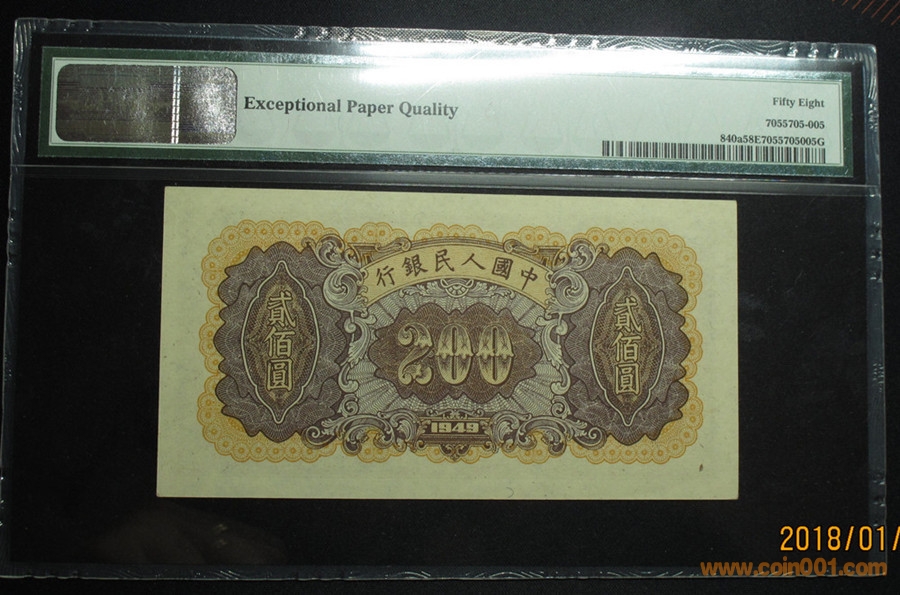 Exceptional Paper Quality
Fifty Eight
7055705-005
840a58E7055705005G
行銀民人國中
貳佰圓
200
貳佰圓
1949
2018/01/
www.coin001.com